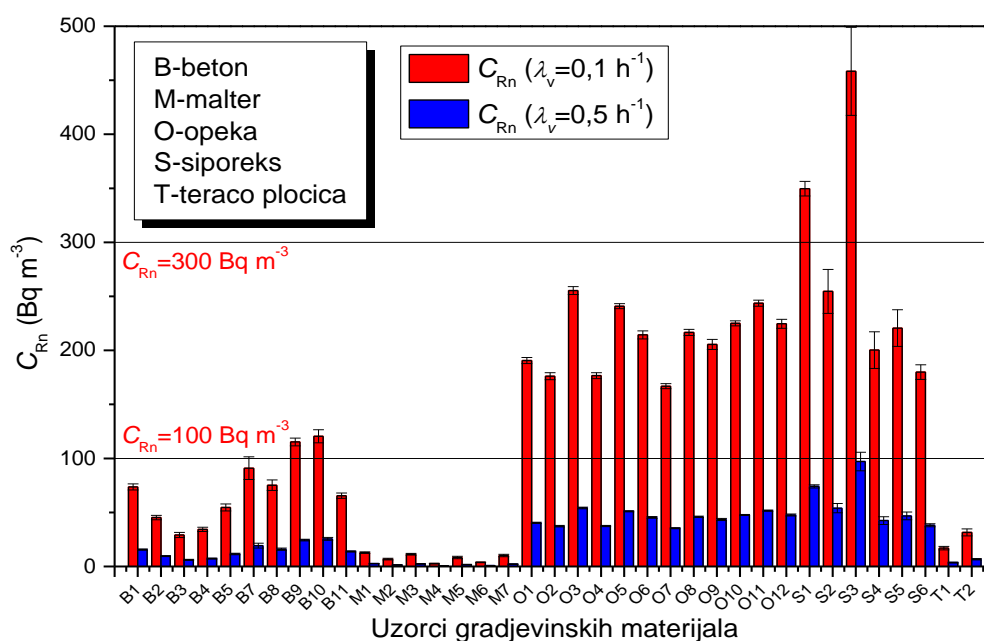 500
400
300
200
100
0
C_Rn (Bq m⁻³)
B-beton
M-malter
O-opeka
S-siporeks
T-teraco plocica
C_Rn (λ_v=0,1 h⁻¹)
C_Rn (λ_v=0,5 h⁻¹)
C_Rn=300 Bq m⁻³
C_Rn=100 Bq m⁻³
B1 B2 B3 B4 B5 B7 B8 B9 B10 B11 M1 M2 M3 M4 M5 M6 M7 O1 O2 O3 O4 O5 O6 O7 O8 O9 O10 O11 O12 S1 S2 S3 S4 S5 S6 T1 T2
Uzorci gradjevinskih materijala